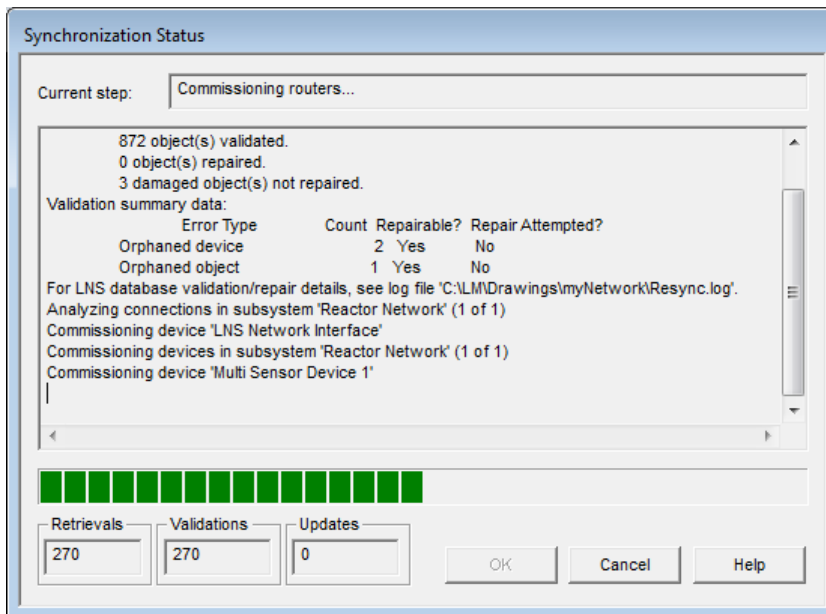 Synchronization Status
Current step: Commissioning routers...
872 object(s) validated.
0 object(s) repaired.
3 damaged object(s) not repaired.
Validation summary data:
Error Type Count Repairable? Repair Attempted?
Orphaned device 2 Yes No
Orphaned object 1 Yes No
For LNS database validation/repair details, see log file 'C:\LM\Drawings\myNetwork\Resync.log'.
Analyzing connections in subsystem 'Reactor Network' (1 of 1)
Commissioning device 'LNS Network Interface'
Commissioning devices in subsystem 'Reactor Network' (1 of 1)
Commissioning device 'Multi Sensor Device 1'
Retrievals Validations Updates
270 270 0 OK Cancel Help